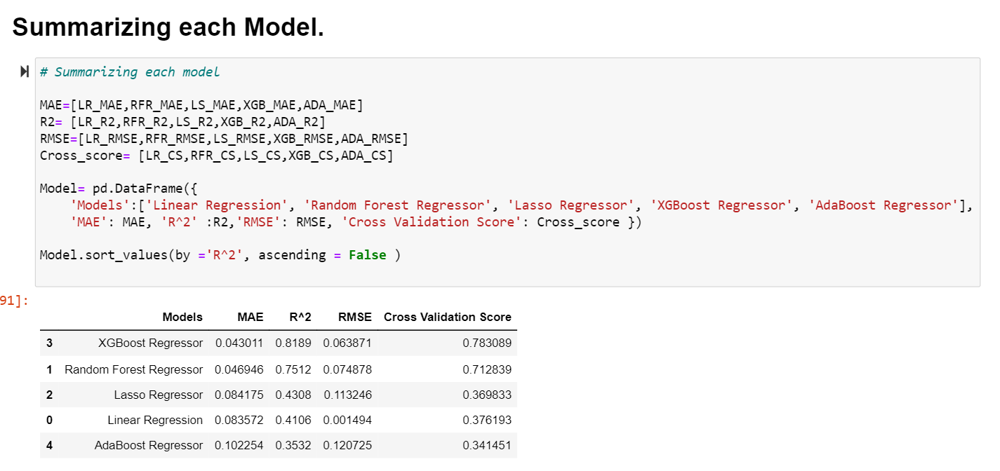 Summarizing each Model.
# Summarizing each model
MAE=[LR_MAE,RFR_MAE,LS_MAE,XGB_MAE,ADA_MAE]
R2= [LR_R2,RFR_R2,LS_R2,XGB_R2,ADA_R2]
RMSE=[LR_RMSE,RFR_RMSE,LS_RMSE,XGB_RMSE,ADA_RMSE]
Cross_score= [LR_CS,RFR_CS,LS_CS,XGB_CS,ADA_CS]
Model= pd.DataFrame({
    'Models':['Linear Regression', 'Random Forest Regressor', 'Lasso Regressor', 'XGBoost Regressor', 'AdaBoost Regressor'],
    'MAE': MAE, 'R^2' :R2,'RMSE': RMSE, 'Cross Validation Score': Cross_score })
Model.sort_values(by ='R^2', ascending = False )
91]:
Models MAE R^2 RMSE Cross Validation Score
3 XGBoost Regressor 0.043011 0.8189 0.063871 0.783089
1 Random Forest Regressor 0.046946 0.7512 0.074878 0.712839
2 Lasso Regressor 0.084175 0.4308 0.113246 0.369833
0 Linear Regression 0.083572 0.4106 0.001494 0.376193
4 AdaBoost Regressor 0.102254 0.3532 0.120725 0.341451